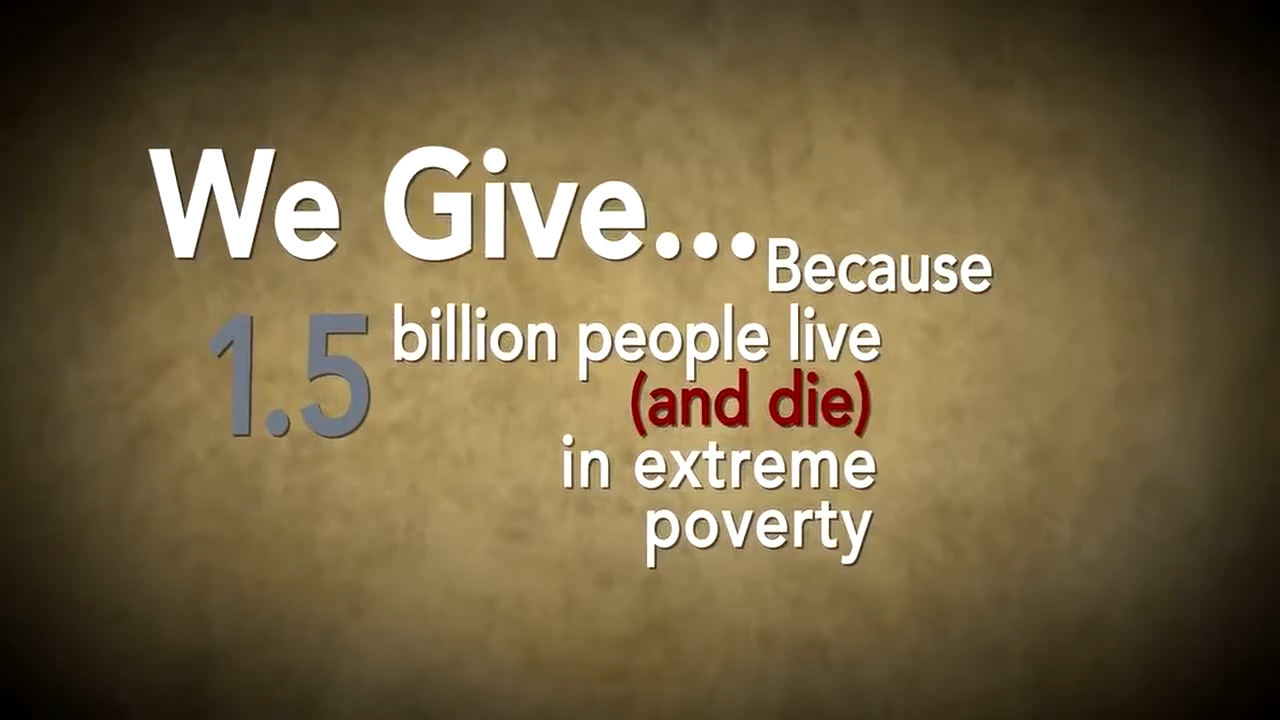 We Give...
Because
1.5 billion people live
(and die)
in extreme
poverty